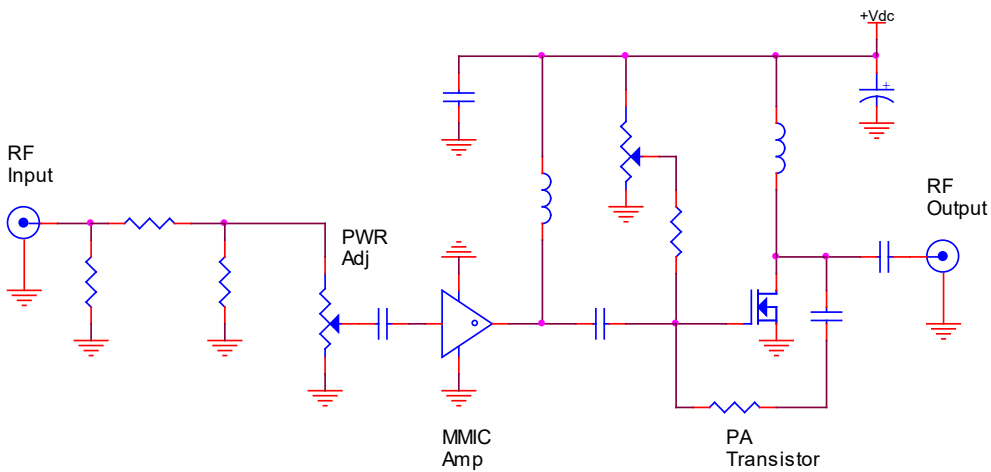 +Vdc
+
RF
Input
PWR
Adj
RF
Output
MMIC
Amp
PA
Transistor